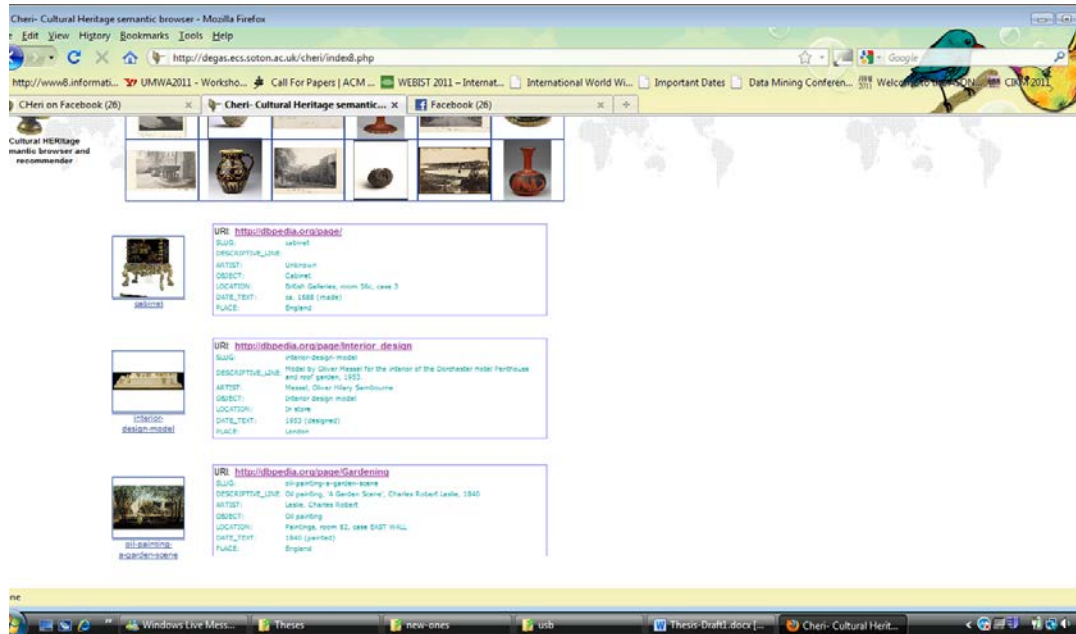 Cheri- Cultural Heritage semantic browser - Mozilla Firefox
Edit View History Bookmarks Tools Help
http://degas.ecs.soton.ac.uk/cheri/index8.php
Google
http://www8.informati... UMWA2011 - Worksho... Call For Papers | ACM ... WEBIST 2011 – Internat... International World Wi... Important Dates Data Mining Conferen... CIKM 2011
CHeri on Facebook (26) Cheri- Cultural Heritage semantic... Facebook (26)
Cultural HERItage
mantic browser and
recommender
URI: http://dbpedia.org/page/
SLUG: cabinet
DESCRIPTIVE_LINE:
ARTIST: Unknown
OBJECT: Cabinet
LOCATION: British Galleries, room 56c, case 3
DATE_TEXT: ca. 1688 (made)
PLACE: England
cabinet
URI: http://dbpedia.org/page/Interior_design
SLUG: interior-design-model
DESCRIPTIVE_LINE: Model by Oliver Messel for the interior of the Dorchester Hotel Penthouse
and roof garden, 1953.
ARTIST: Messel, Oliver Hilary Sambourne
OBJECT: Interior design model
LOCATION: In store
DATE_TEXT: 1953 (designed)
PLACE: London
interior-
design-model
URI: http://dbpedia.org/page/Gardening
SLUG: oil-painting-a-garden-scene
DESCRIPTIVE_LINE: Oil painting, 'A Garden Scene', Charles Robert Leslie, 1840
ARTIST: Leslie, Charles Robert
OBJECT: Oil painting
LOCATION: Paintings, room 82, case EAST WALL
DATE_TEXT: 1840 (painted)
PLACE: England
oil-painting-
a-garden-scene
ne
Windows Live Mess... Theses new-ones usb Thesis-Draft1.docx [... Cheri- Cultural Herit...